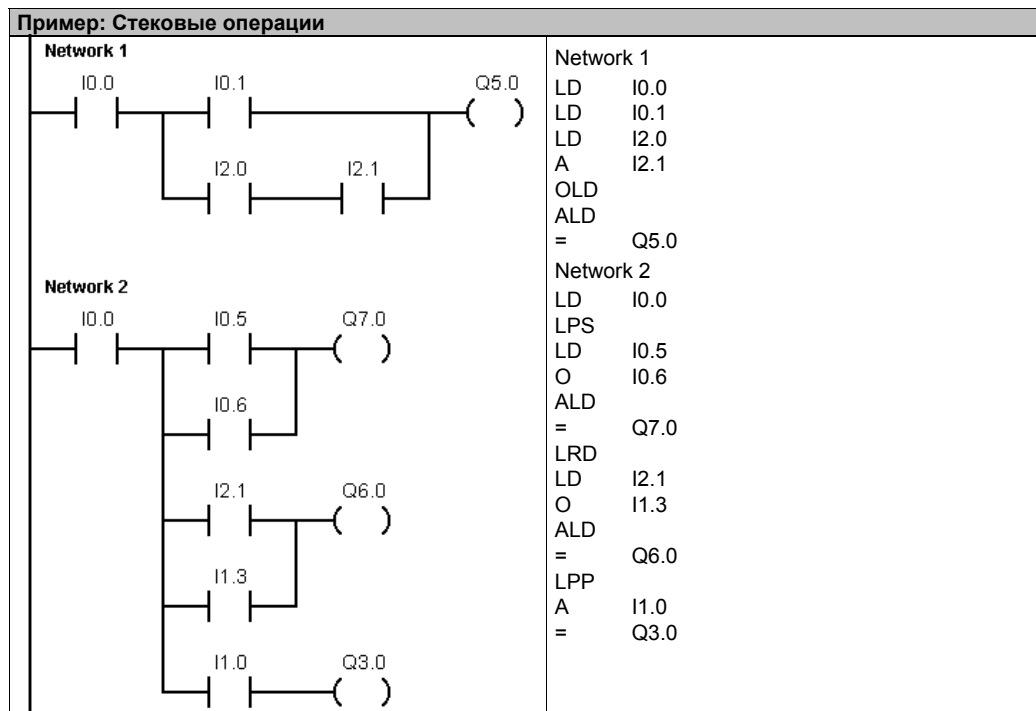 Пример: Стековые операции
Network 1
I0.0 I0.1 Q5.0
I2.0 I2.1
Network 2
I0.0 I0.5 Q7.0
I0.6
I2.1 Q6.0
I1.3
I1.0 Q3.0
Network 1
LD I0.0
LD I0.1
LD I2.0
A I2.1
OLD
ALD
= Q5.0
Network 2
LD I0.0
LPS
LD I0.5
O I0.6
ALD
= Q7.0
LRD
LD I2.1
O I1.3
ALD
= Q6.0
LPP
A I1.0
= Q3.0